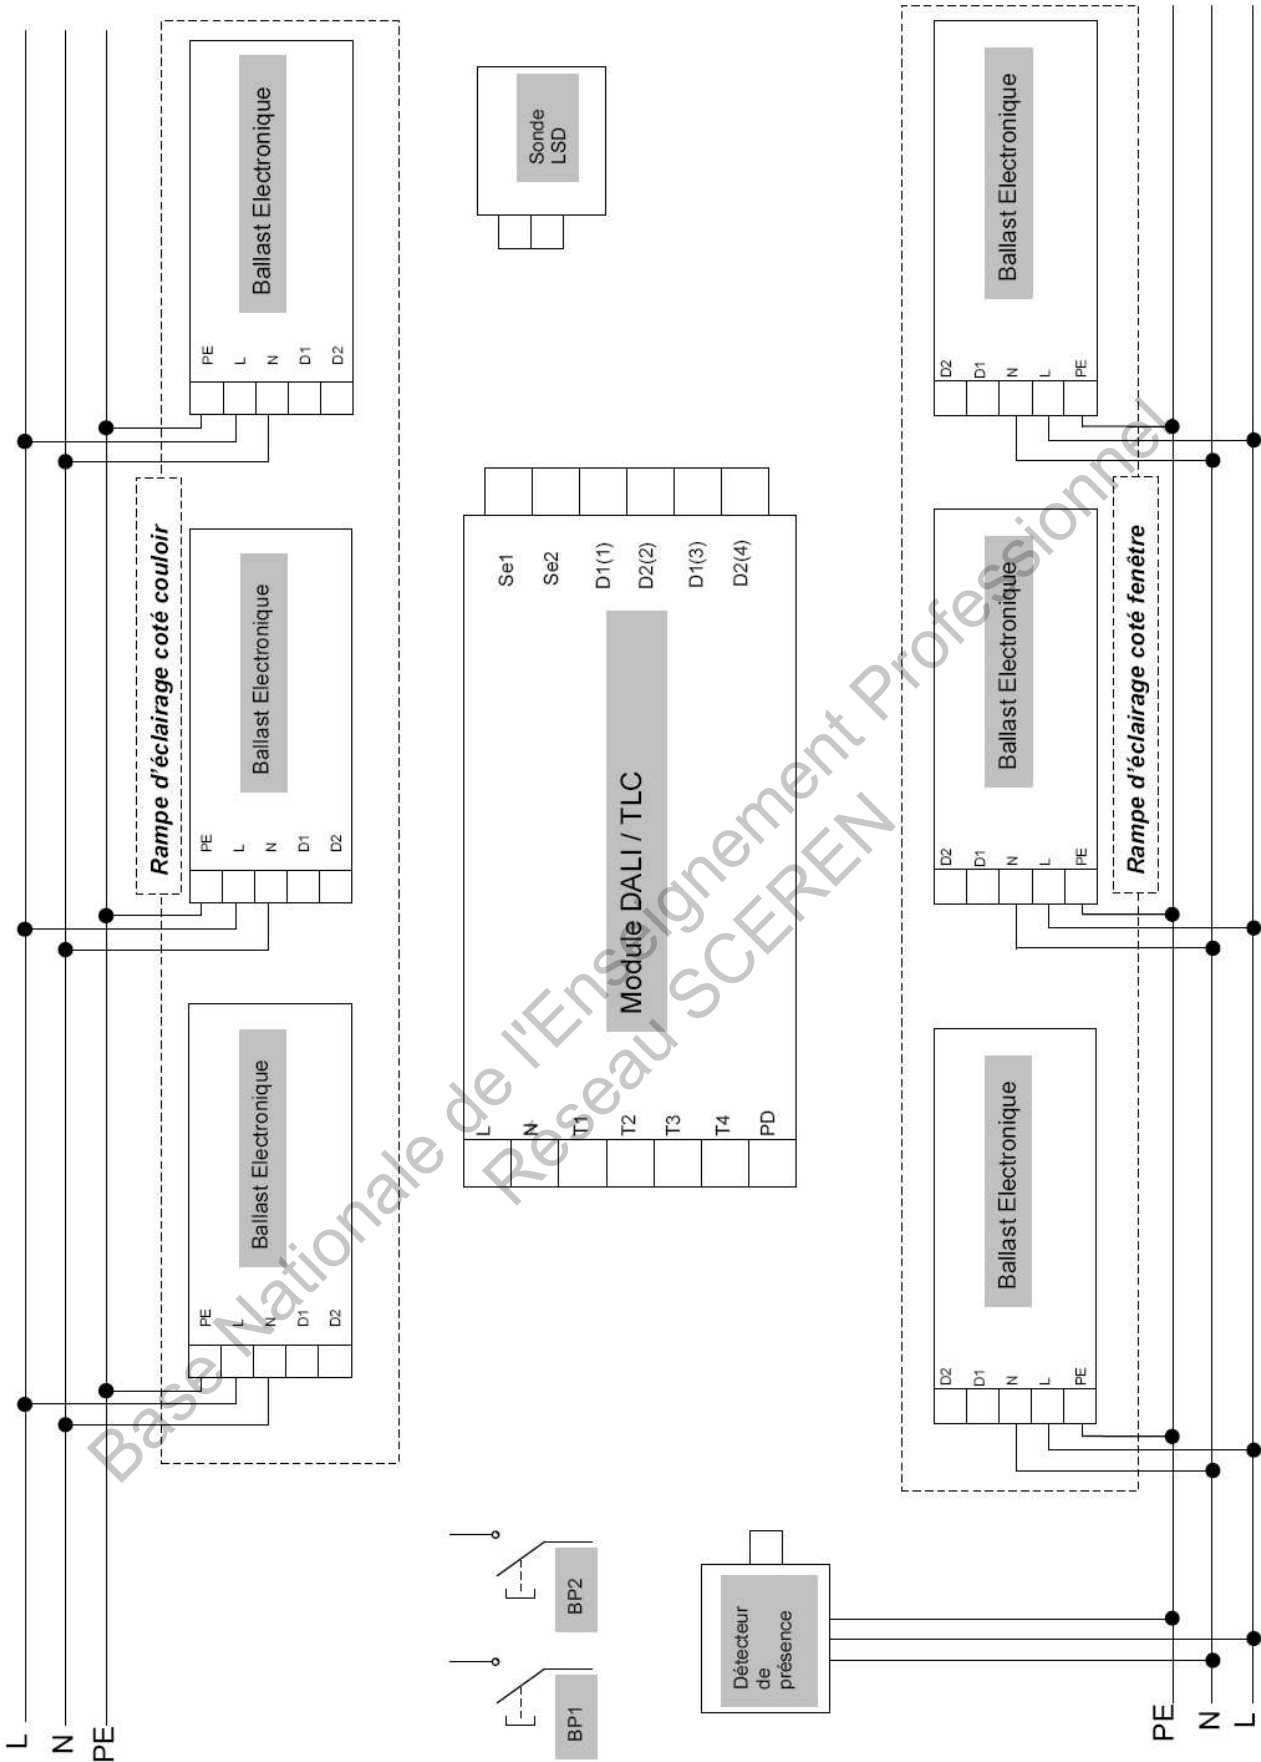 L
N
PE
Rampe d'éclairage coté couloir
Ballast Electronique
PE
L
N
D1
D2
Ballast Electronique
PE
L
N
D1
D2
Ballast Electronique
PE
L
N
D1
D2
BP1
BP2
Module DALI / TLC
L
N
T1
T2
T3
T4
PD
Se1
Se2
D1(1)
D2(2)
D1(3)
D2(4)
Sonde
LSD
Détecteur
de
présence
Ballast Electronique
D2
D1
N
L
PE
Ballast Electronique
D2
D1
N
L
PE
Ballast Electronique
D2
D1
N
L
PE
Rampe d'éclairage coté fenêtre
PE
N
L
Base Nationale de l'Enseignement Professionnel
Réseau SCEREN